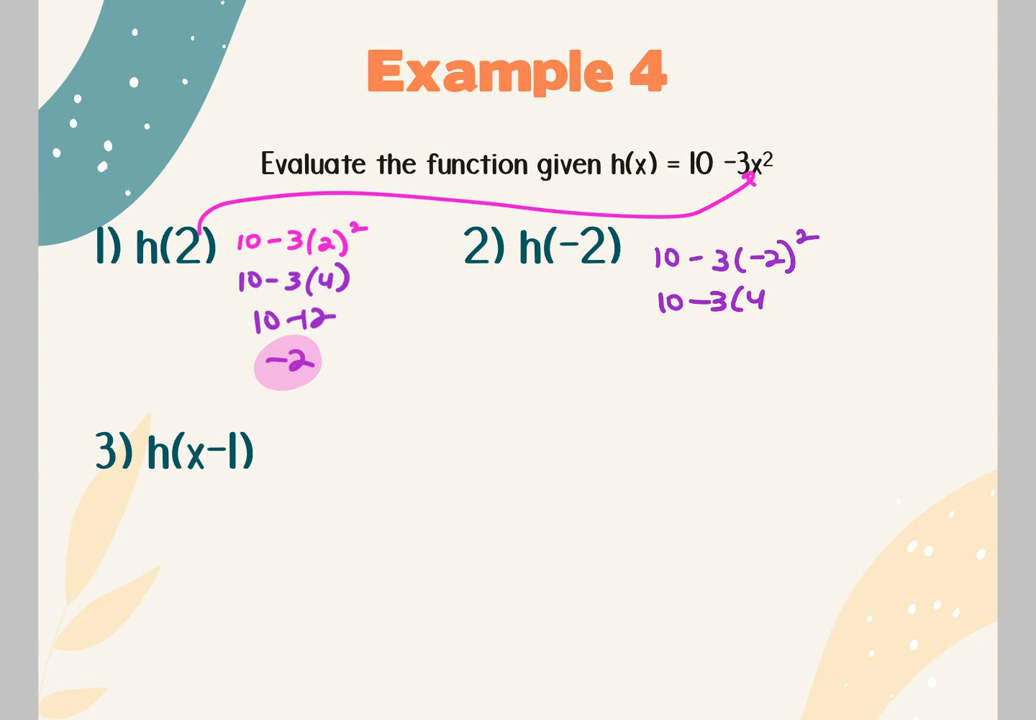 Example 4
Evaluate the function given h(x) = 10 -3x²
1) h(2)
10-3(2)²
10-3(4)
10-12
-2
2) h(-2)
10-3(-2)²
10-3(4
3) h(x-1)